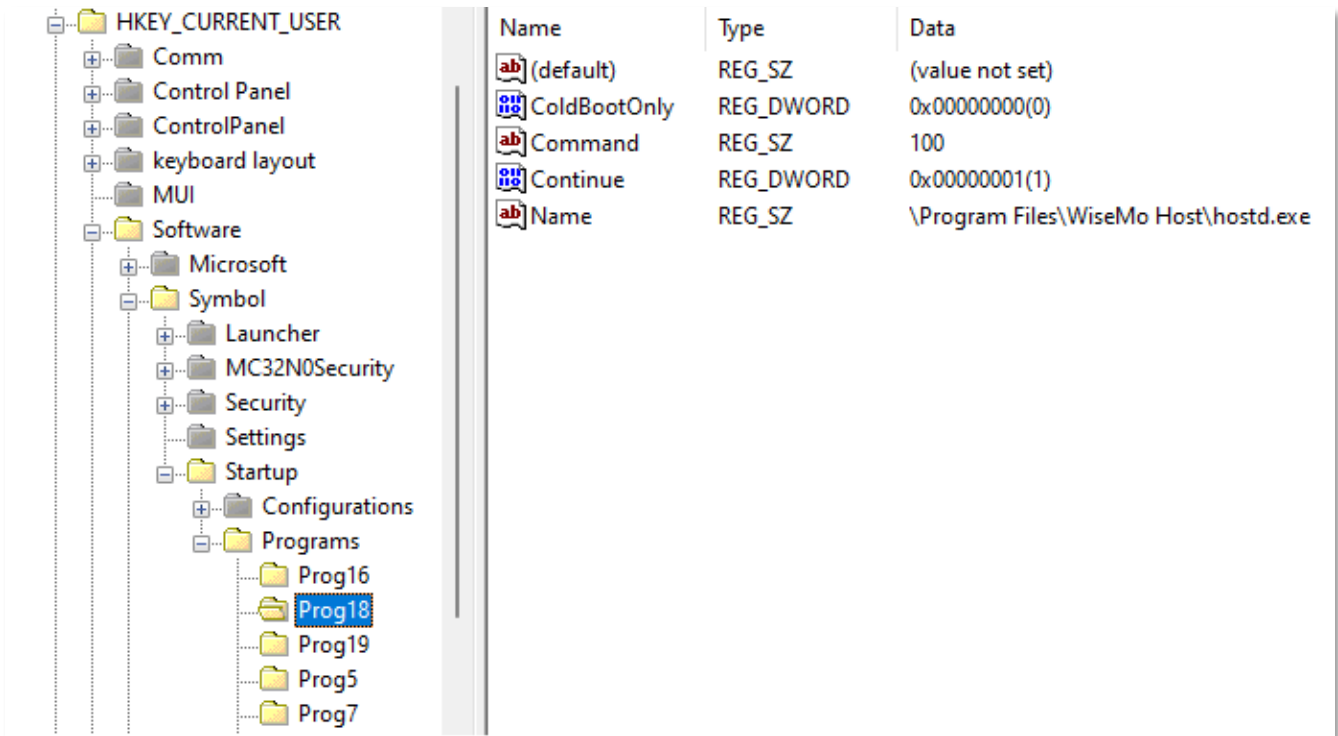 HKEY_CURRENT_USER
Comm
Control Panel
ControlPanel
keyboard layout
MUI
Software
Microsoft
Symbol
Launcher
MC32N0Security
Security
Settings
Startup
Configurations
Programs
Prog16
Prog18
Prog19
Prog5
Prog7
Name Type Data
(default) REG_SZ (value not set)
ColdBootOnly REG_DWORD 0x00000000(0)
Command REG_SZ 100
Continue REG_DWORD 0x00000001(1)
Name REG_SZ \Program Files\WiseMo Host\hostd.exe